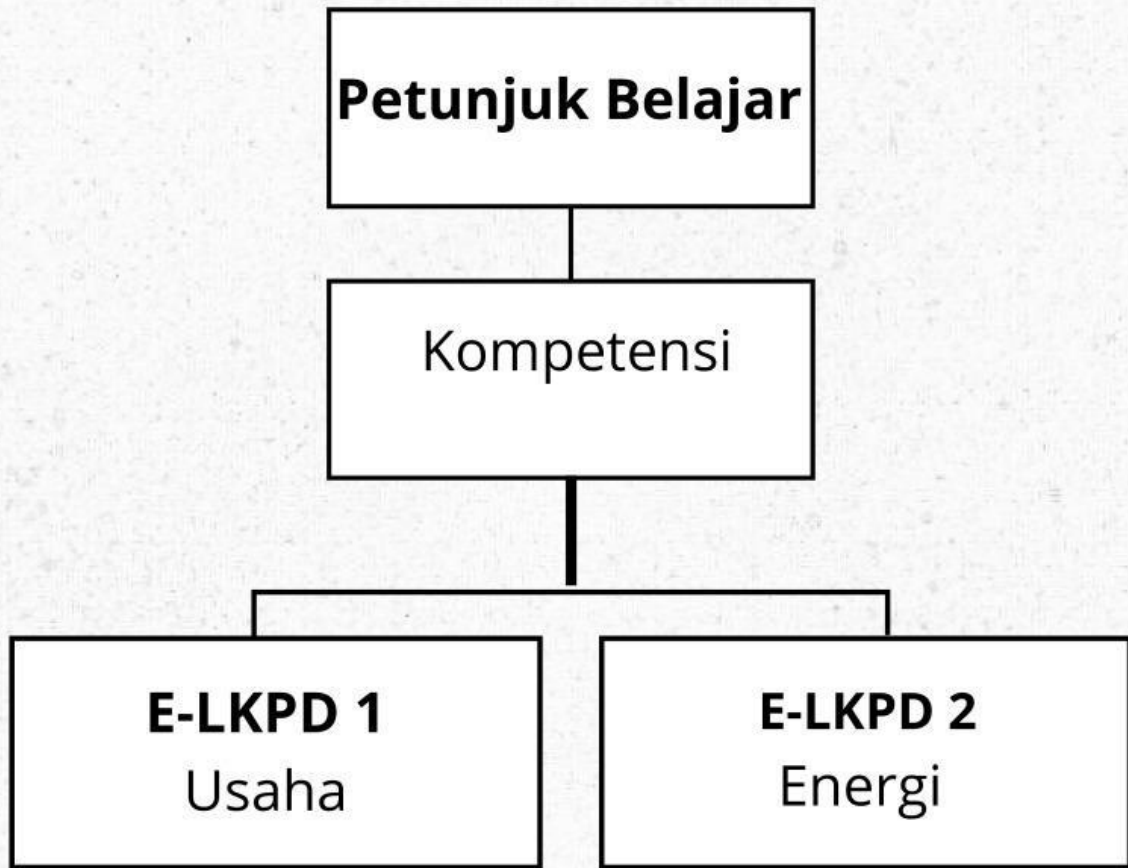 Petunjuk Belajar
Kompetensi
E-LKPD 1
Usaha
E-LKPD 2
Energi